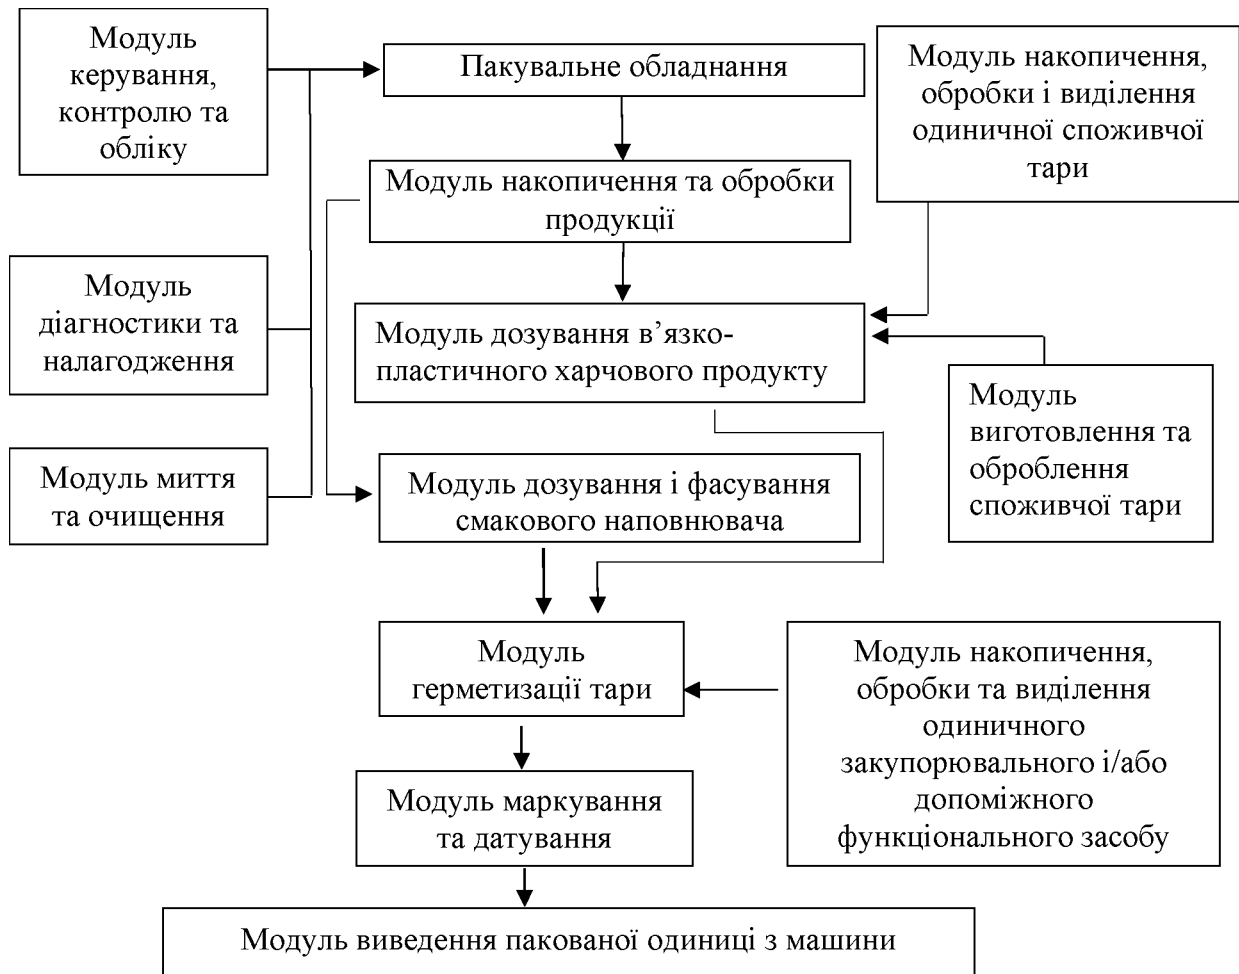 Модуль
керування,
контролю та
обліку
Пакувальне обладнання
Модуль накопичення,
обробки і виділення
одиничної споживчої
тари
Модуль накопичення та обробки
продукції
Модуль
діагностики та
налагодження
Модуль дозування в’язко-
пластичного харчового продукту
Модуль
виготовлення та
оброблення
споживчої тари
Модуль миття
та очищення
Модуль дозування і фасування
смакового наповнювача
Модуль
герметизації тари
Модуль накопичення,
обробки та виділення
одиничного
закупорювального і/або
допоміжного
функціонального засобу
Модуль маркування
та датування
Модуль виведення пакованої одиниці з машини